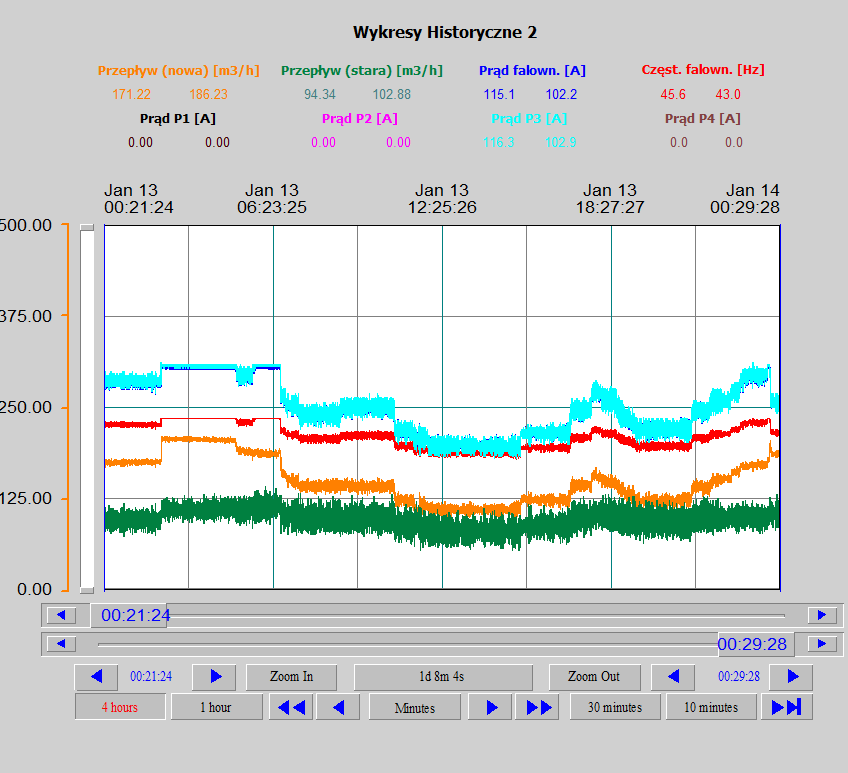 Wykresy Historyczne 2
Przepływ (nowa) [m3/h] Przepływ (stara) [m3/h] Prąd falown. [A] Częst. falown. [Hz]
171.22 186.23 94.34 102.88 115.1 102.2 45.6 43.0
Prąd P1 [A] Prąd P2 [A] Prąd P3 [A] Prąd P4 [A]
0.00 0.00 0.00 0.00 116.3 102.9 0.0 0.0
Jan 13 Jan 13 Jan 13 Jan 13 Jan 14
00:21:24 06:23:25 12:25:26 18:27:27 00:29:28
500.00
375.00
250.00
125.00
0.00
00:21:24
00:29:28
00:21:24 Zoom In 1d 8m 4s Zoom Out 00:29:28
4 hours 1 hour Minutes 30 minutes 10 minutes